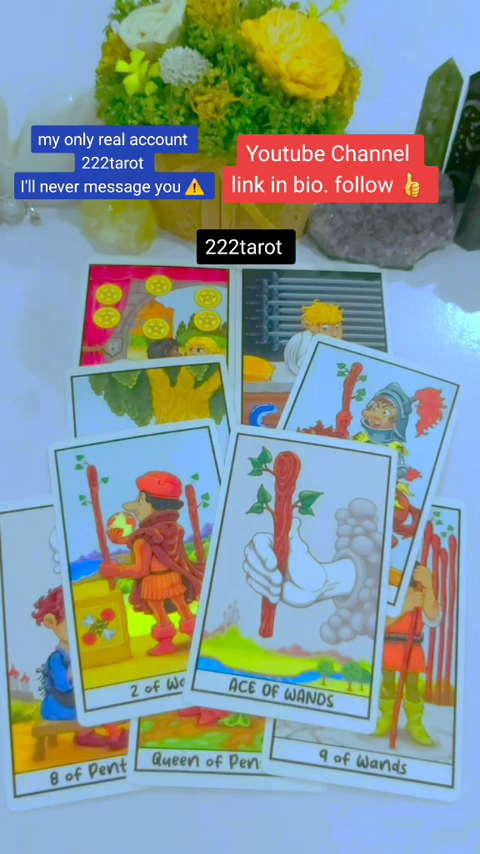 my only real account
222tarot
I'll never message you ⚠️
Youtube Channel
link in bio. follow 👍
222tarot
2 of Wo
ACE OF WANDS
8 of Pent
Queen of Pen
9 of Wands